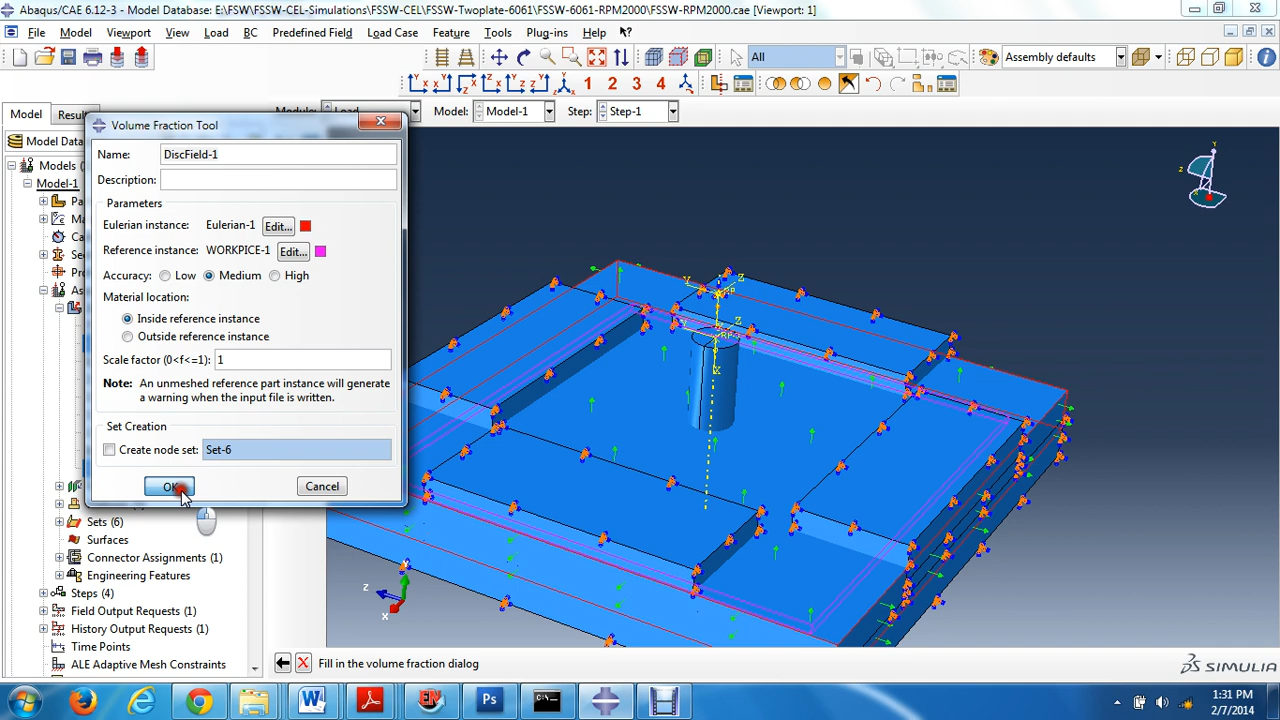 Abaqus/CAE 6.12-3 - Model Database: E:\FSW\FSW-CEL-Simulations\FSSW-CEL\FSSW-Twoplate-6061\FSSW-6061-RPM2000\FSSW-RPM2000.cae [Viewport: 1]
File Model Viewport View Load BC Predefined Field Load Case Feature Tools Plug-ins Help
All Assembly defaults
1 2 3 4
Model Model: Model-1 Step: Step-1
Volume Fraction Tool
Name: DiscField-1
Description:
Parameters
Eulerian instance: Eulerian-1 Edit...
Reference instance: WORKPICE-1 Edit...
Accuracy: Low Medium High
Material location:
Inside reference instance
Outside reference instance
Scale factor (0<f<=1): 1
Note: An unmeshed reference part instance will generate
a warning when the input file is written.
Set Creation
Create node set: Set-6
OK Cancel
Model Data
Models
Model-1
Sets (6)
Surfaces
Connector Assignments (1)
Engineering Features
Steps (4)
Field Output Requests (1)
History Output Requests (1)
Time Points
ALE Adaptive Mesh Constraints
Y
Z
X
Z
X
Fill in the volume fraction dialog
SIMULIA
1:31 PM
2/7/2014